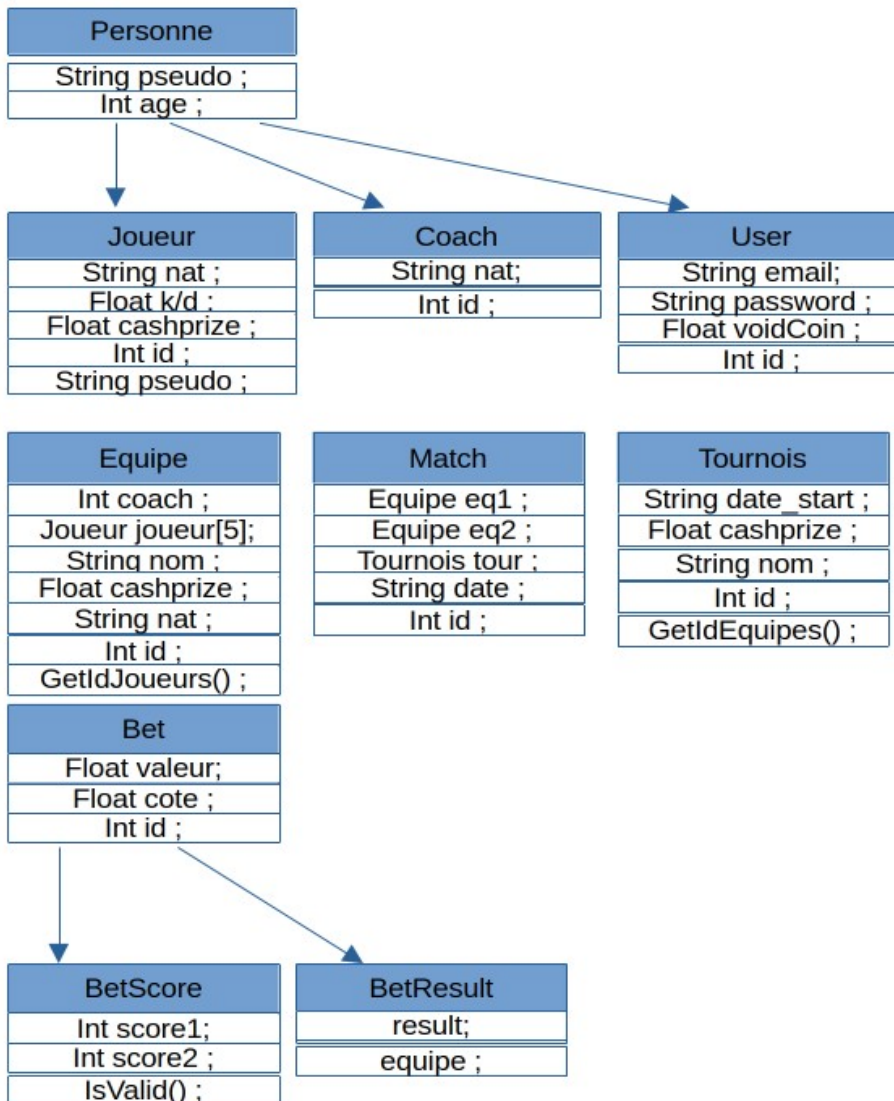 Personne
String pseudo ;
Int age ;
Joueur
String nat ;
Float k/d ;
Float cashprize ;
Int id ;
String pseudo ;
Coach
String nat;
Int id ;
User
String email;
String password ;
Float voidCoin ;
Int id ;
Equipe
Int coach ;
Joueur joueur[5];
String nom ;
Float cashprize ;
String nat ;
Int id ;
GetIdJoueurs() ;
Match
Equipe eq1 ;
Equipe eq2 ;
Tournois tour ;
String date ;
Int id ;
Tournois
String date_start ;
Float cashprize ;
String nom ;
Int id ;
GetIdEquipes() ;
Bet
Float valeur;
Float cote ;
Int id ;
BetScore
Int score1;
Int score2 ;
IsValid() ;
BetResult
result;
equipe ;